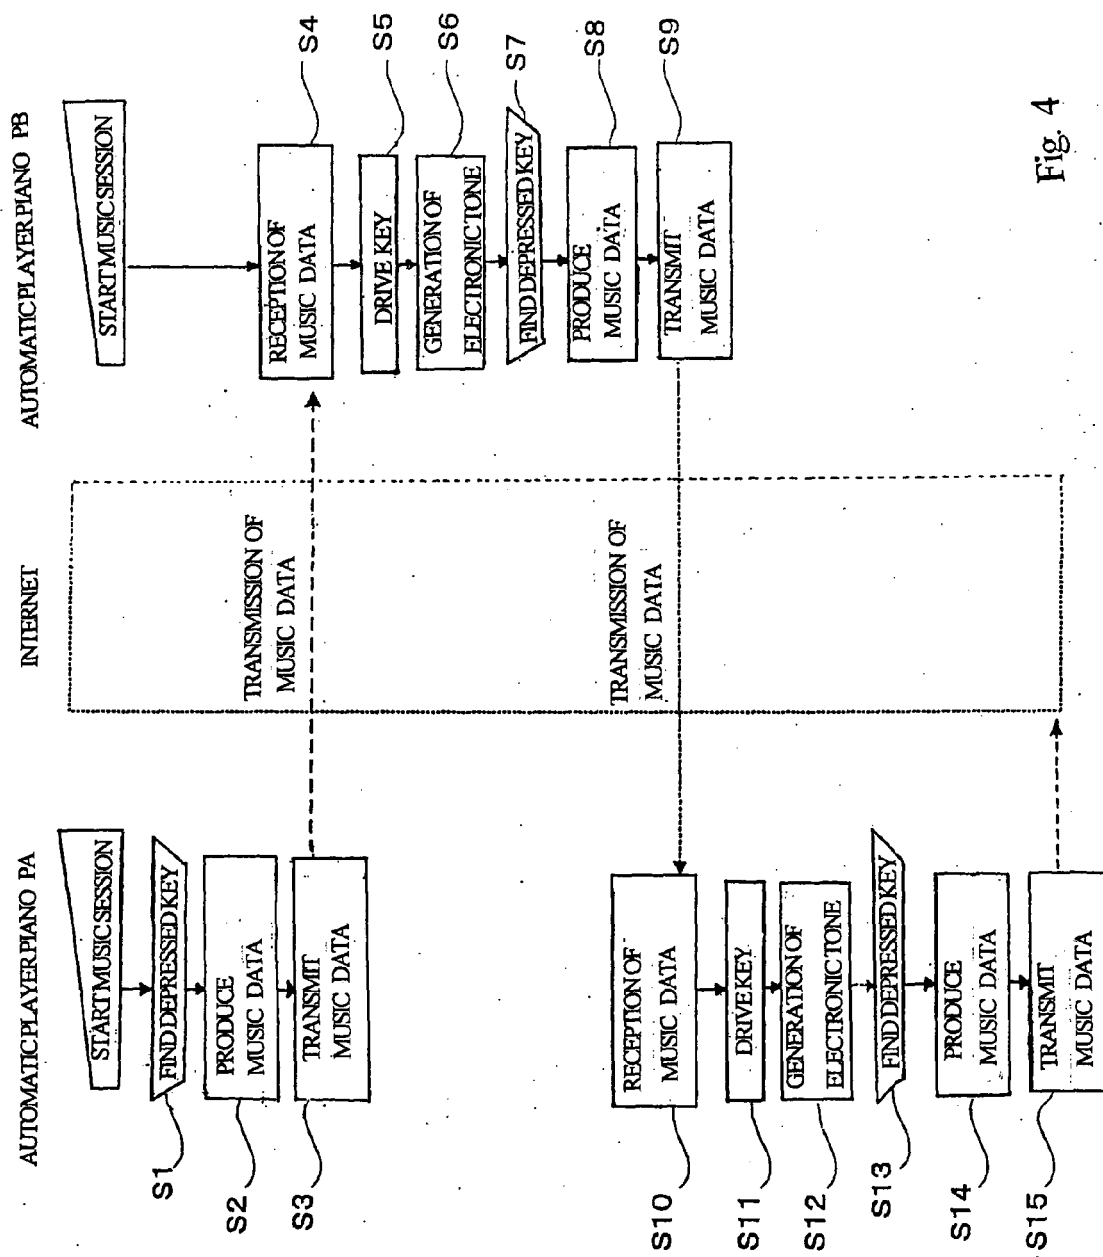 AUTOMATIC PLAYER PIANO PA
START MUSIC SESSION
FIND DEPRESSED KEY
S1
PRODUCE
MUSIC DATA
S2
TRANSMIT
MUSIC DATA
S3
RECEPTION OF
MUSIC DATA
S10
DRIVE KEY
S11
GENERATION OF
ELECTRONIC TONE
S12
FIND DEPRESSED KEY
S13
PRODUCE
MUSIC DATA
S14
TRANSMIT
MUSIC DATA
S15
INTERNET
TRANSMISSION OF
MUSIC DATA
TRANSMISSION OF
MUSIC DATA
AUTOMATIC PLAYER PIANO PB
START MUSIC SESSION
RECEPTION OF
MUSIC DATA
S4
DRIVE KEY
S5
GENERATION OF
ELECTRONIC TONE
S6
FIND DEPRESSED KEY
S7
PRODUCE
MUSIC DATA
S8
TRANSMIT
MUSIC DATA
S9
Fig. 4